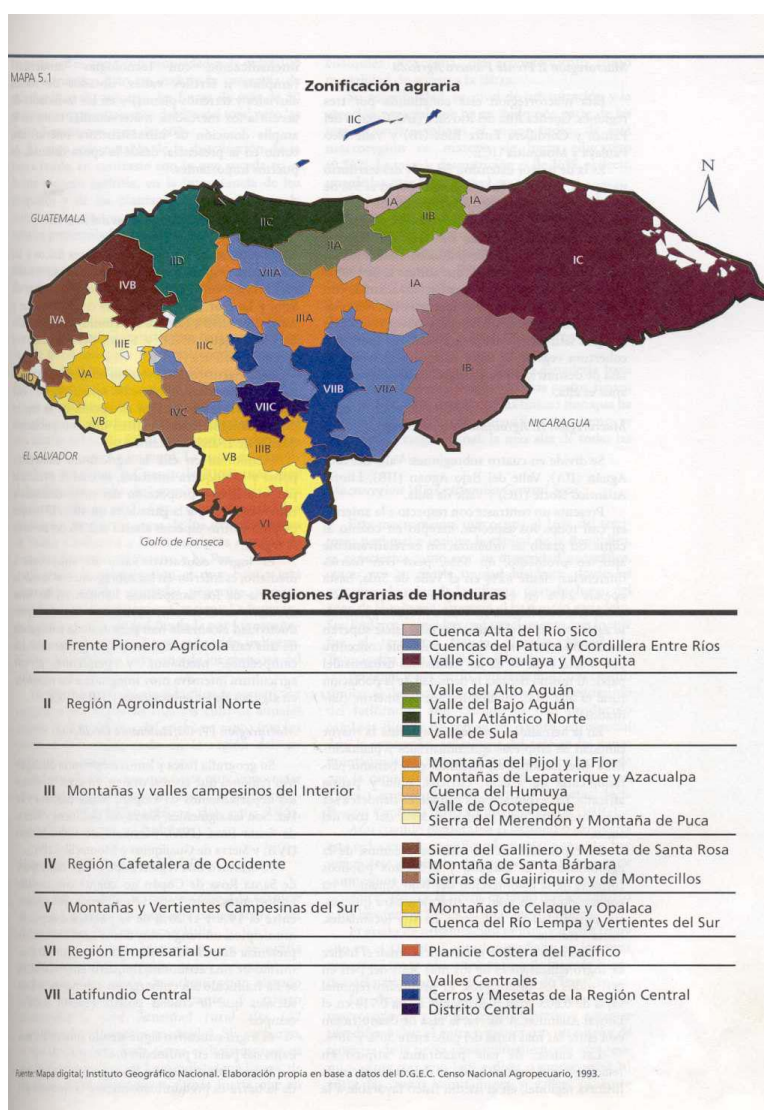 MAPA 5.1
Zonificación agraria
IIC
N
GUATEMALA
IA
IA
IIC
IIB
IIA
IID
VIIA
IC
IVB
IA
IVA
IIIA
IIIE
IIIC
VA
VIIB
VIIA
IB
VB
IVC
VIIC
NICARAGUA
IIIB
EL SALVADOR
VB
VI
Golfo de Fonseca
Regiones Agrarias de Honduras
I Frente Pionero Agrícola
Cuenca Alta del Río Sico
Cuencas del Patuca y Cordillera Entre Ríos
Valle Sico Poulaya y Mosquita
II Región Agroindustrial Norte
Valle del Alto Aguán
Valle del Bajo Aguán
Litoral Atlántico Norte
Valle de Sula
III Montañas y valles campesinos del Interior
Montañas del Pijol y la Flor
Montañas de Lepaterique y Azacualpa
Cuenca del Humuya
Valle de Ocotepeque
Sierra del Merendón y Montaña de Puca
IV Región Cafetalera de Occidente
Sierra del Gallinero y Meseta de Santa Rosa
Montaña de Santa Bárbara
Sierras de Guajiriquiro y de Montecillos
V Montañas y Vertientes Campesinas del Sur
Montañas de Celaque y Opalaca
Cuenca del Río Lempa y Vertientes del Sur
VI Región Empresarial Sur
Planicie Costera del Pacífico
VII Latifundio Central
Valles Centrales
Cerros y Mesetas de la Región Central
Distrito Central
Fuente: Mapa digital; Instituto Geográfico Nacional. Elaboración propia en base a datos del D.G.E.C. Censo Nacional Agropecuario, 1993.